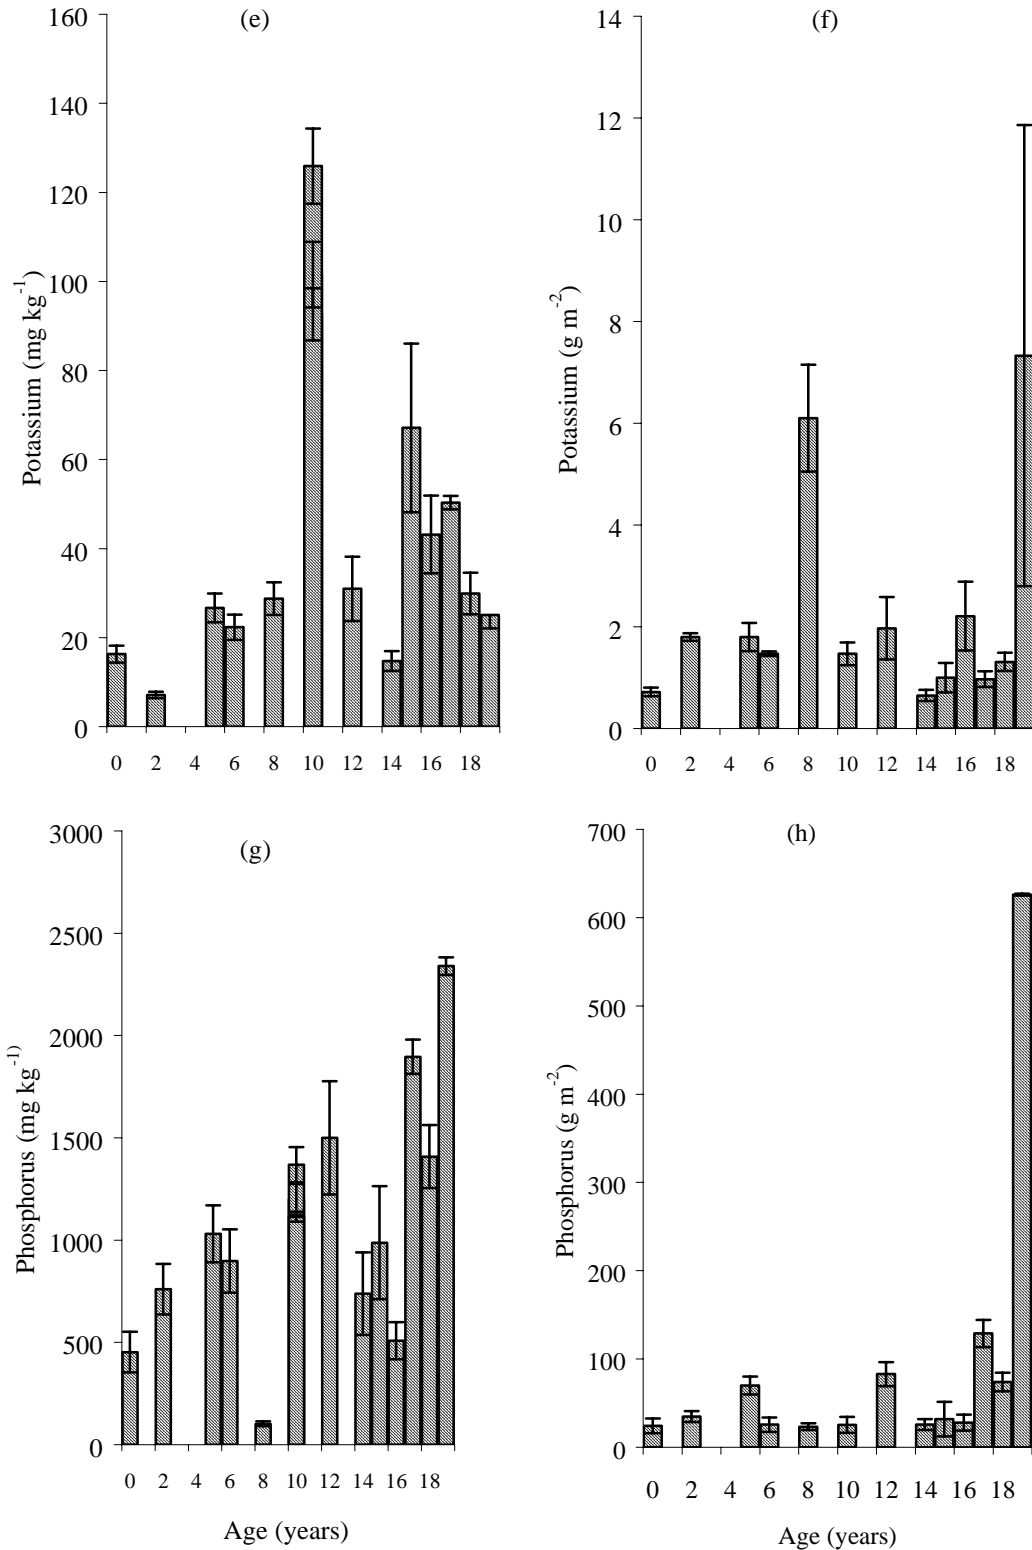 (e)
160
140
120
100
80
60
40
20
0
Potassium (mg kg⁻¹)
0 2 4 6 8 10 12 14 16 18
(f)
14
12
10
8
6
4
2
0
Potassium (g m⁻²)
0 2 4 6 8 10 12 14 16 18
(g)
3000
2500
2000
1500
1000
500
0
Phosphorus (mg kg⁻¹⁾
0 2 4 6 8 10 12 14 16 18
Age (years)
(h)
700
600
500
400
300
200
100
0
Phosphorus (g m⁻²)
0 2 4 6 8 10 12 14 16 18
Age (years)